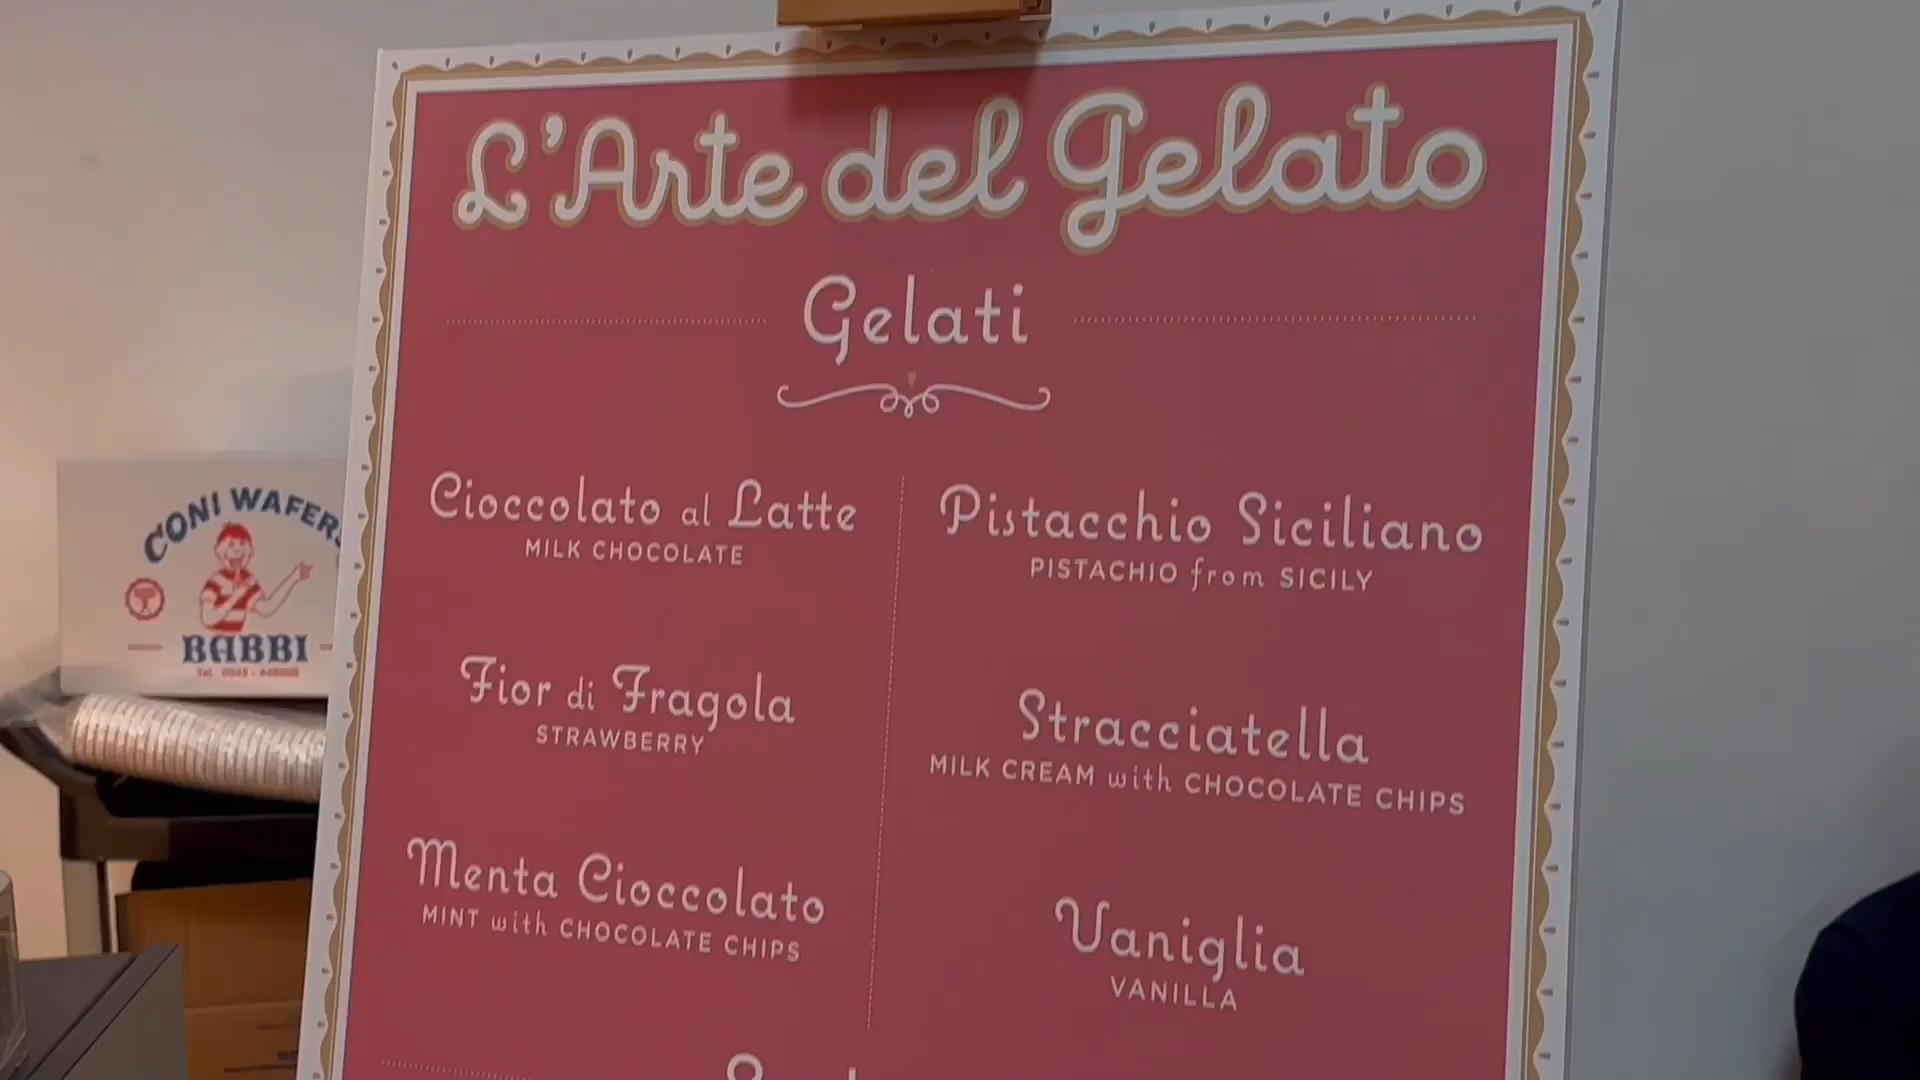 L'Arte del Gelato
Gelati
Cioccolato al Latte
MILK CHOCOLATE
Fior di Fragola
STRAWBERRY
Menta Cioccolato
MINT with CHOCOLATE CHIPS
Pistacchio Siciliano
PISTACHIO from SICILY
Stracciatella
MILK CREAM with CHOCOLATE CHIPS
Vaniglia
VANILLA
CONI WAFERS
BABBI